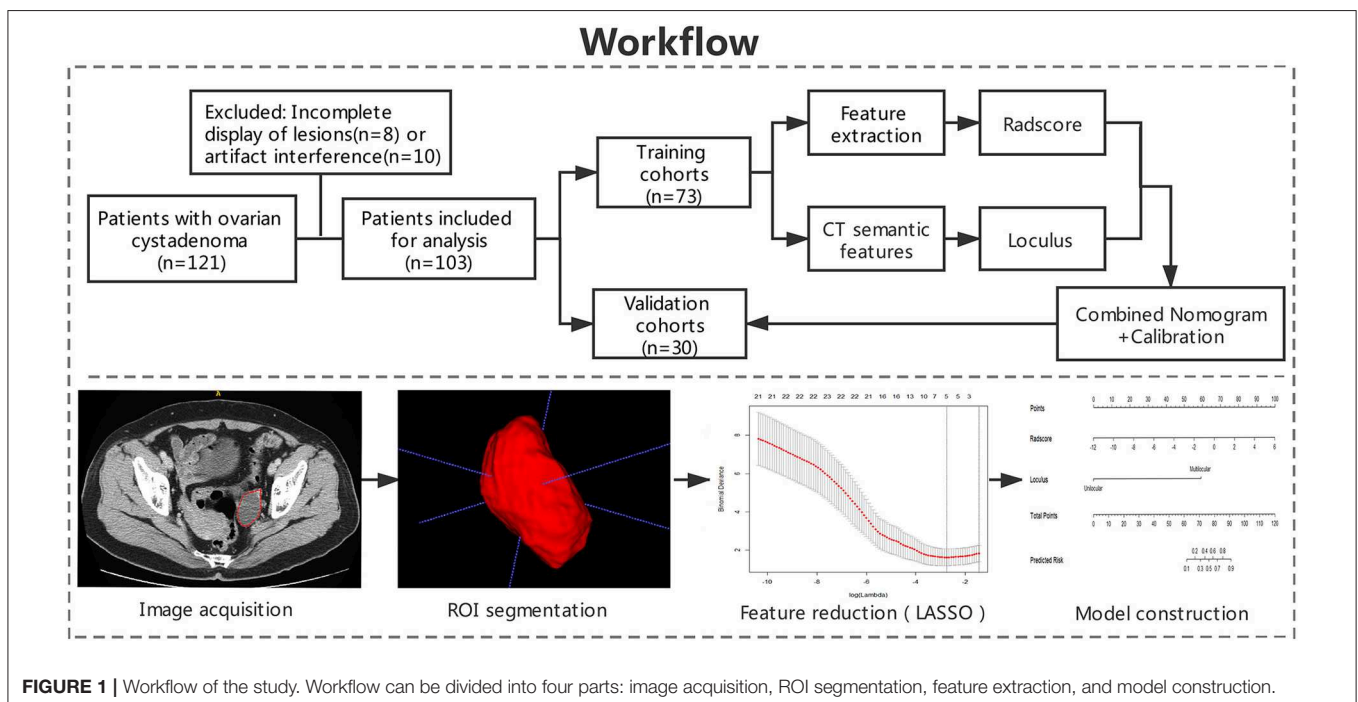 Workflow
Excluded: Incomplete
display of lesions(n=8) or
artifact interference(n=10)
Patients with ovarian
cystadenoma
(n=121)
Patients included
for analysis
(n=103)
Training
cohorts
(n=73)
Validation
cohorts
(n=30)
Feature
extraction
Radscore
CT semantic
features
Loculus
Combined Nomogram
+Calibration
A
Image acquisition
ROI segmentation
21 21 22 22 22 22 23 22 22 21 16 16 13 10 7 5 5 3
Binomial Deviance
8
6
4
2
-10 -8 -6 -4 -2
log(Lambda)
Feature reduction ( LASSO )
Points
0 10 20 30 40 50 60 70 80 90 100
Radscore
-12 -10 -8 -6 -4 -2 0 2 4 6
Loculus
Multilocular
Unilocular
Total Points
0 10 20 30 40 50 60 70 80 90 100 110 120
Predicted Risk
0.2 0.4 0.6 0.8
0.1 0.3 0.5 0.7 0.9
Model construction
FIGURE 1 | Workflow of the study. Workflow can be divided into four parts: image acquisition, ROI segmentation, feature extraction, and model construction.